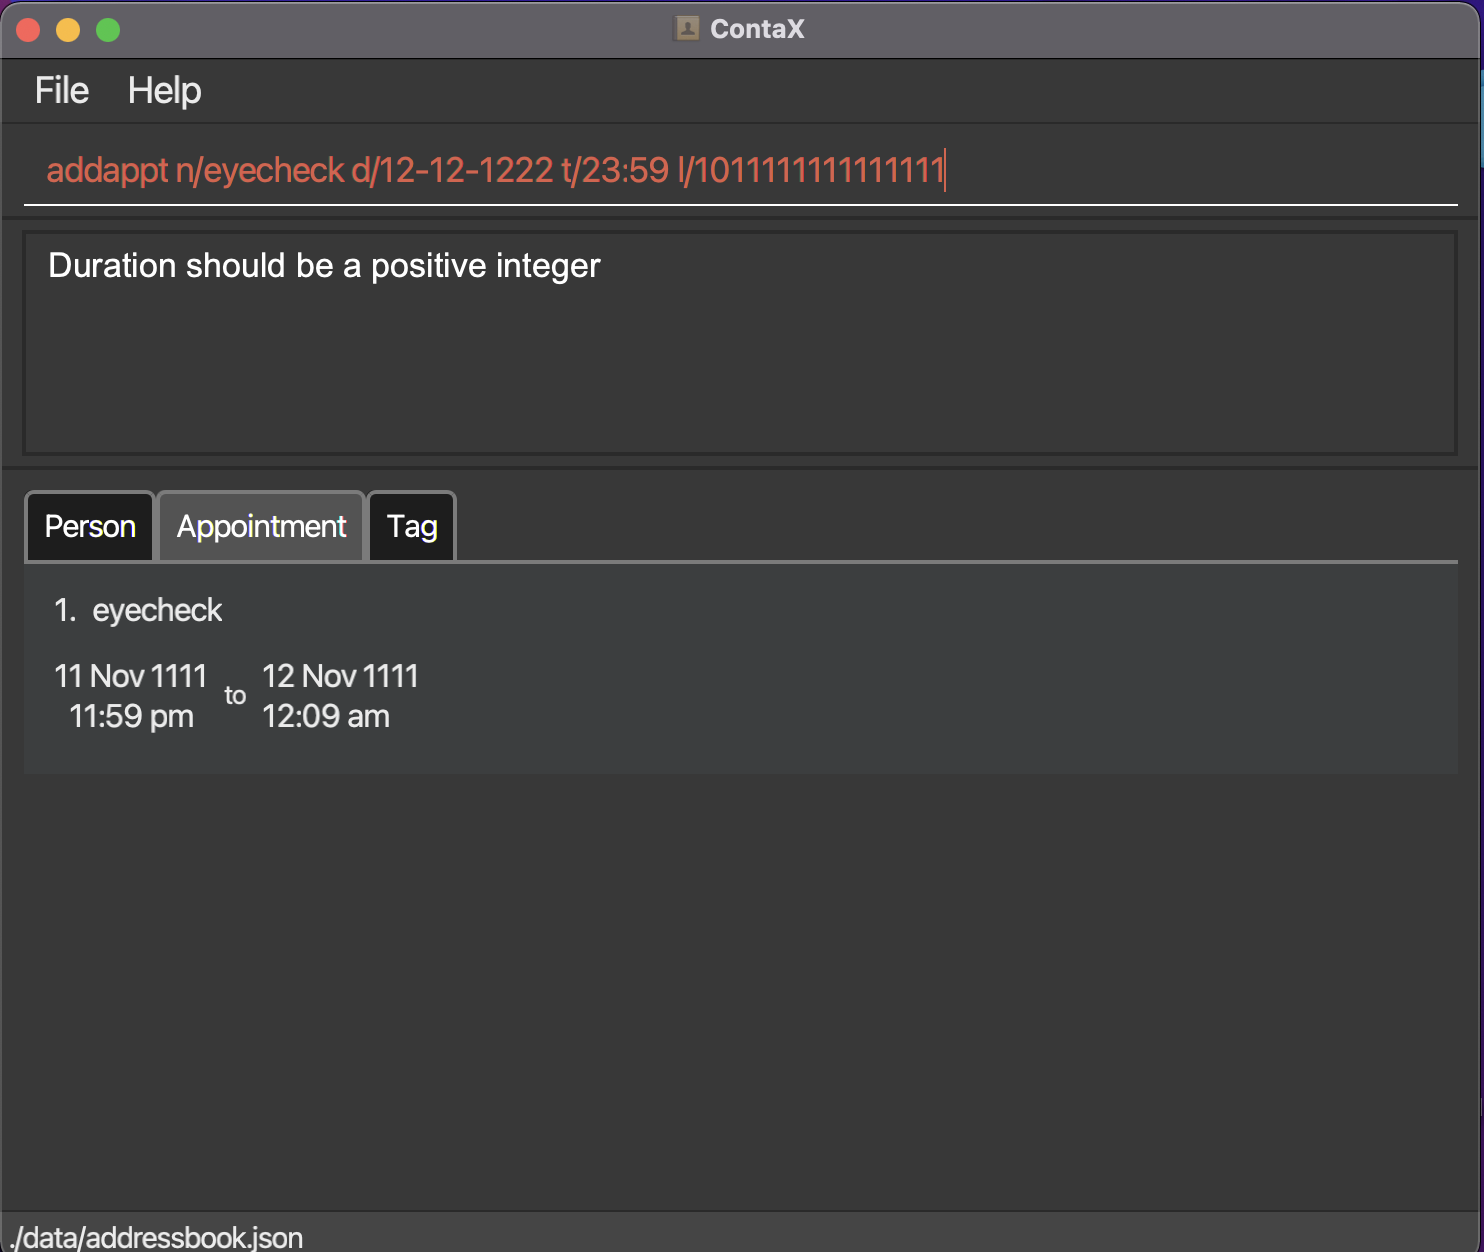 ContaX
File Help
addappt n/eyecheck d/12-12-1222 t/23:59 l/1011111111111111
Duration should be a positive integer
Person Appointment Tag
1. eyecheck
11 Nov 1111 11:59 pm to 12 Nov 1111 12:09 am
./data/addressbook.json